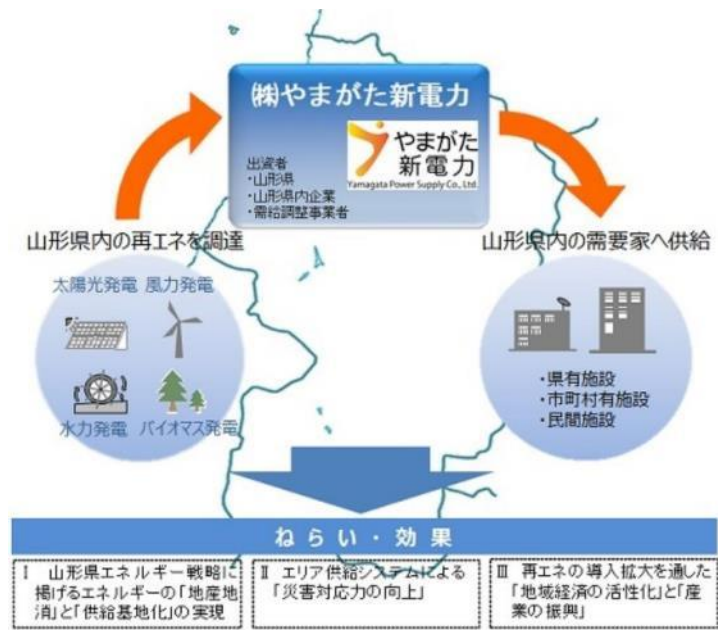 ㈱やまがた新電力
やまがた
新電力
Yamagata Power Supply Co., Ltd.
出資者
・山形県
・山形県内企業
・需給調整事業者
山形県内の再エネを調達
太陽光発電 風力発電
水力発電 バイオマス発電
山形県内の需要家へ供給
・県有施設
・市町村有施設
・民間施設
ねらい・効果
Ⅰ 山形県エネルギー戦略に
掲げるエネルギーの「地産地
消」と「供給基地化」の実現
Ⅱ エリア供給システムによる
「災害対応力の向上」
Ⅲ 再エネの導入拡大を通した
「地域経済の活性化」と「産
業の振興」